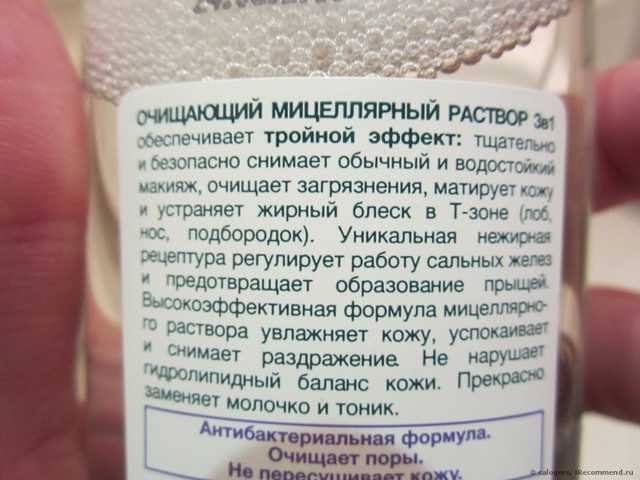 ОЧИЩАЮЩИЙ МИЦЕЛЛЯРНЫЙ РАСТВОР 3в1
обеспечивает тройной эффект: тщательно
и безопасно снимает обычный и водостойкий
макияж, очищает загрязнения, матирует кожу
и устраняет жирный блеск в Т-зоне (лоб,
нос, подбородок). Уникальная нежирная
рецептура регулирует работу сальных желез
и предотвращает образование прыщей.
Высокоэффективная формула мицеллярно-
го раствора увлажняет кожу, успокаивает
и снимает раздражение. Не нарушает
гидролипидный баланс кожи. Прекрасно
заменяет молочко и тоник.
Антибактериальная формула.
Очищает поры.
Не пересушивает кожу.
© calogero, IRecommend.ru